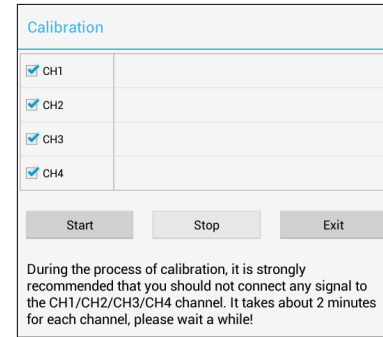 Calibration
CH1
CH2
CH3
CH4
Start Stop Exit
During the process of calibration, it is strongly
recommended that you should not connect any signal to
the CH1/CH2/CH3/CH4 channel. It takes about 2 minutes
for each channel, please wait a while!